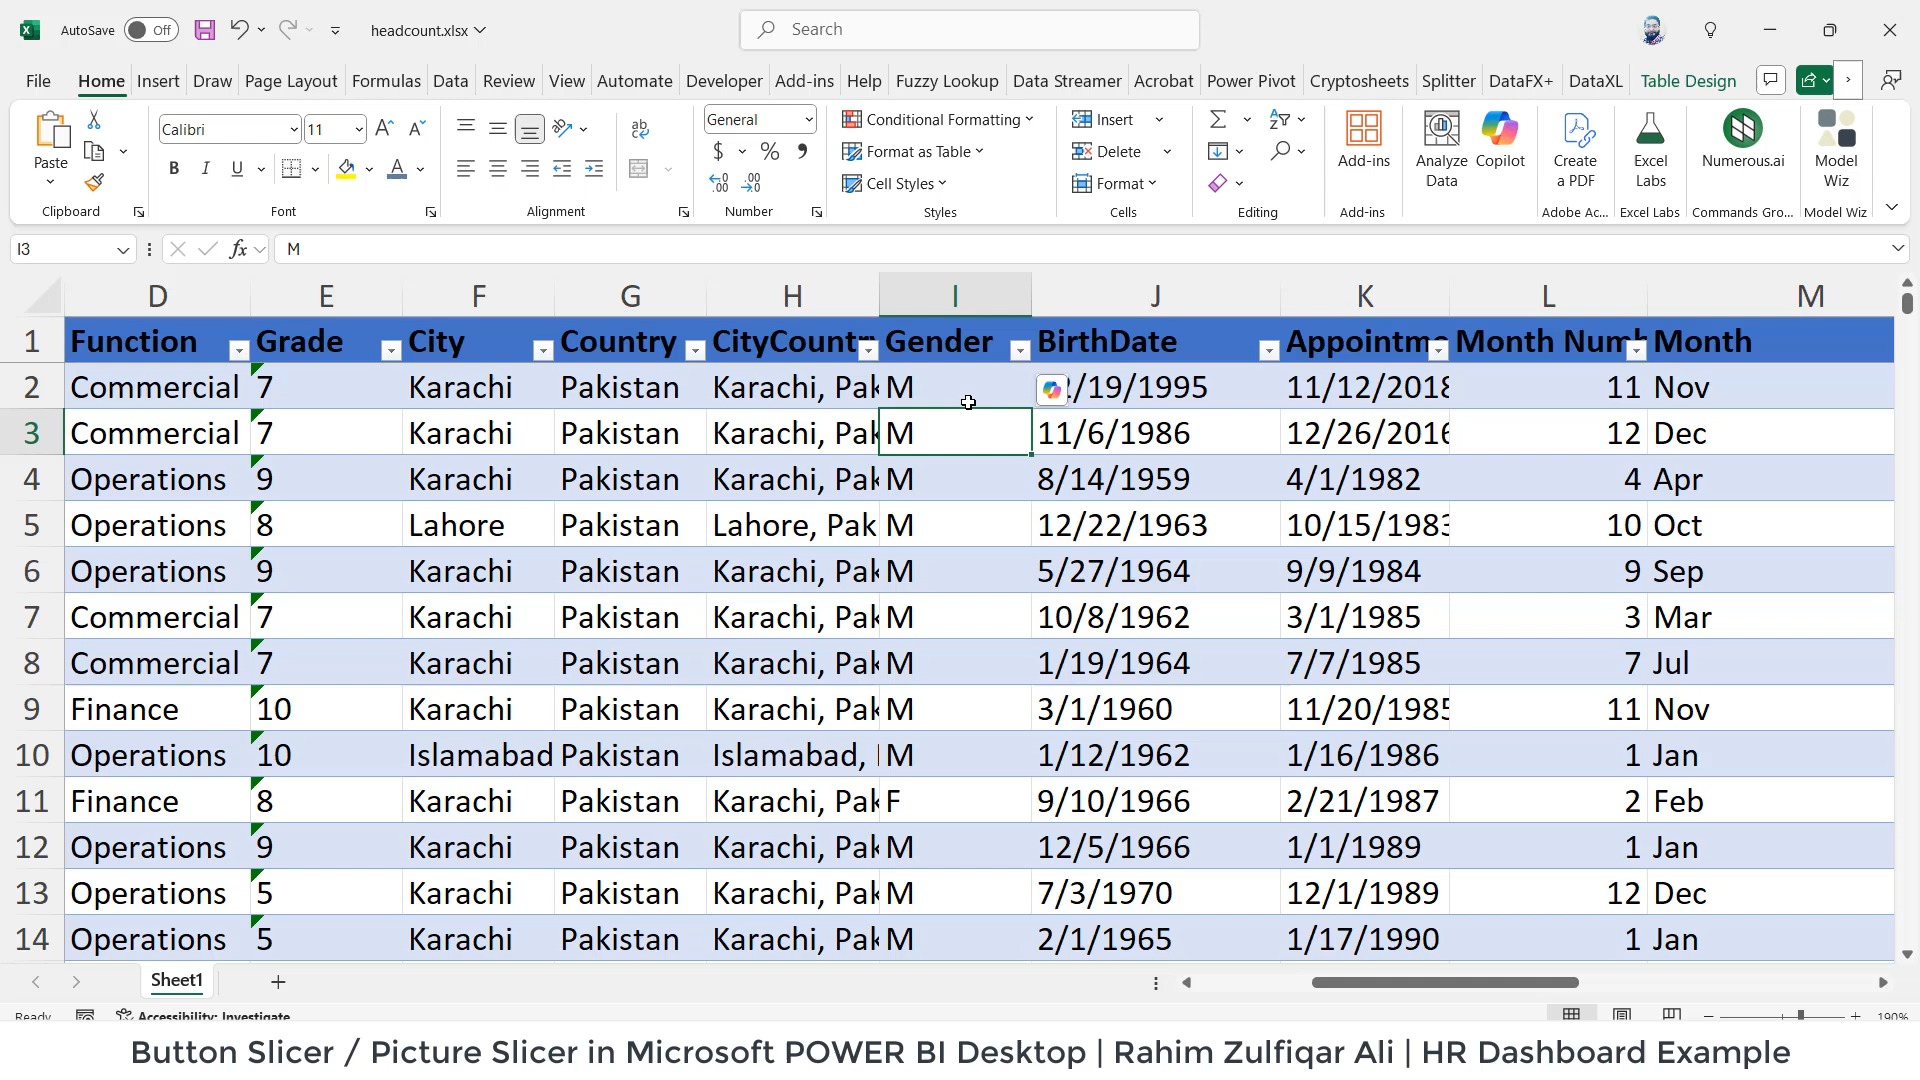 AutoSave Off headcount.xlsx Search
File Home Insert Draw Page Layout Formulas Data Review View Automate Developer Add-ins Help Fuzzy Lookup Data Streamer Acrobat Power Pivot Cryptosheets Splitter DataFX+ DataXL Table Design
Paste
Calibri 11
B I U
General
$ %
Conditional Formatting
Format as Table
Cell Styles
Insert
Delete
Format
Add-ins
Analyze Data
Copilot
Create a PDF
Excel Labs
Numerous.ai
Model Wiz
Clipboard Font Alignment Number Styles Cells Editing Add-ins Adobe Ac... Excel Labs Commands Gro... Model Wiz
I3 fx M
D E F G H I J K L M
1 Function Grade City Country CityCountr Gender BirthDate Appointm Month Num Month
2 Commercial 7 Karachi Pakistan Karachi, Pak M /19/1995 11/12/2018 11 Nov
3 Commercial 7 Karachi Pakistan Karachi, Pak M 11/6/1986 12/26/2016 12 Dec
4 Operations 9 Karachi Pakistan Karachi, Pak M 8/14/1959 4/1/1982 4 Apr
5 Operations 8 Lahore Pakistan Lahore, Pak M 12/22/1963 10/15/1983 10 Oct
6 Operations 9 Karachi Pakistan Karachi, Pak M 5/27/1964 9/9/1984 9 Sep
7 Commercial 7 Karachi Pakistan Karachi, Pak M 10/8/1962 3/1/1985 3 Mar
8 Commercial 7 Karachi Pakistan Karachi, Pak M 1/19/1964 7/7/1985 7 Jul
9 Finance 10 Karachi Pakistan Karachi, Pak M 3/1/1960 11/20/1985 11 Nov
10 Operations 10 Islamabad Pakistan Islamabad, M 1/12/1962 1/16/1986 1 Jan
11 Finance 8 Karachi Pakistan Karachi, Pak F 9/10/1966 2/21/1987 2 Feb
12 Operations 9 Karachi Pakistan Karachi, Pak M 12/5/1966 1/1/1989 1 Jan
13 Operations 5 Karachi Pakistan Karachi, Pak M 7/3/1970 12/1/1989 12 Dec
14 Operations 5 Karachi Pakistan Karachi, Pak M 2/1/1965 1/17/1990 1 Jan
Sheet1
Ready Accessibility: Investigate 190%
Button Slicer / Picture Slicer in Microsoft POWER BI Desktop | Rahim Zulfiqar Ali | HR Dashboard Example